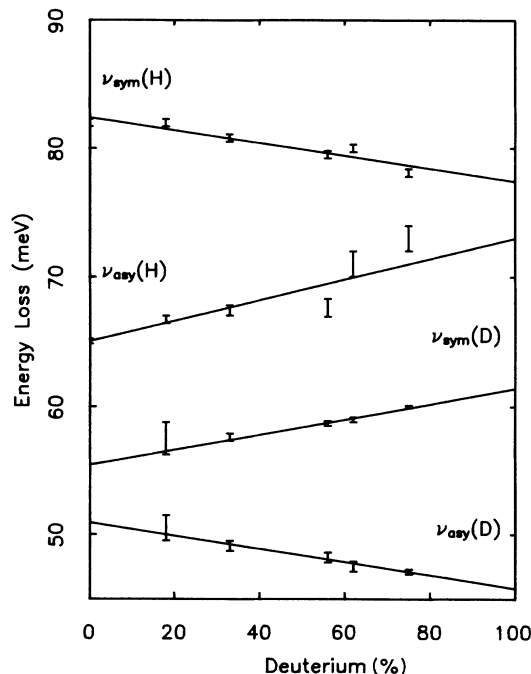 90
ν_sym(H)
80
ν_asy(H)
70
Energy Loss (meV)
ν_sym(D)
60
ν_asy(D)
50
0 20 40 60 80 100
Deuterium (%)